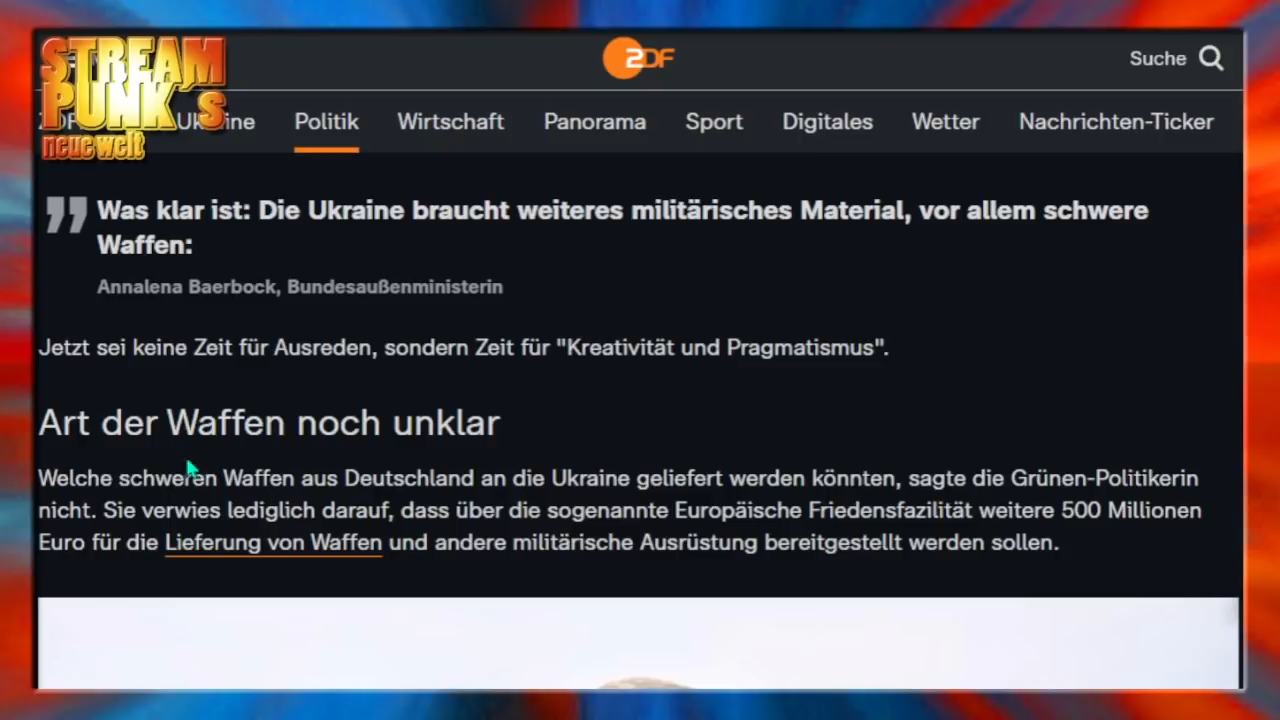 STREAM
PUNK´s
neue welt
ZDF
Suche
Ukraine Politik Wirtschaft Panorama Sport Digitales Wetter Nachrichten-Ticker
Was klar ist: Die Ukraine braucht weiteres militärisches Material, vor allem schwere
Waffen:
Annalena Baerbock, Bundesaußenministerin
Jetzt sei keine Zeit für Ausreden, sondern Zeit für "Kreativität und Pragmatismus".
Art der Waffen noch unklar
Welche schweren Waffen aus Deutschland an die Ukraine geliefert werden könnten, sagte die Grünen-Politikerin
nicht. Sie verwies lediglich darauf, dass über die sogenannte Europäische Friedensfazilität weitere 500 Millionen
Euro für die Lieferung von Waffen und andere militärische Ausrüstung bereitgestellt werden sollen.